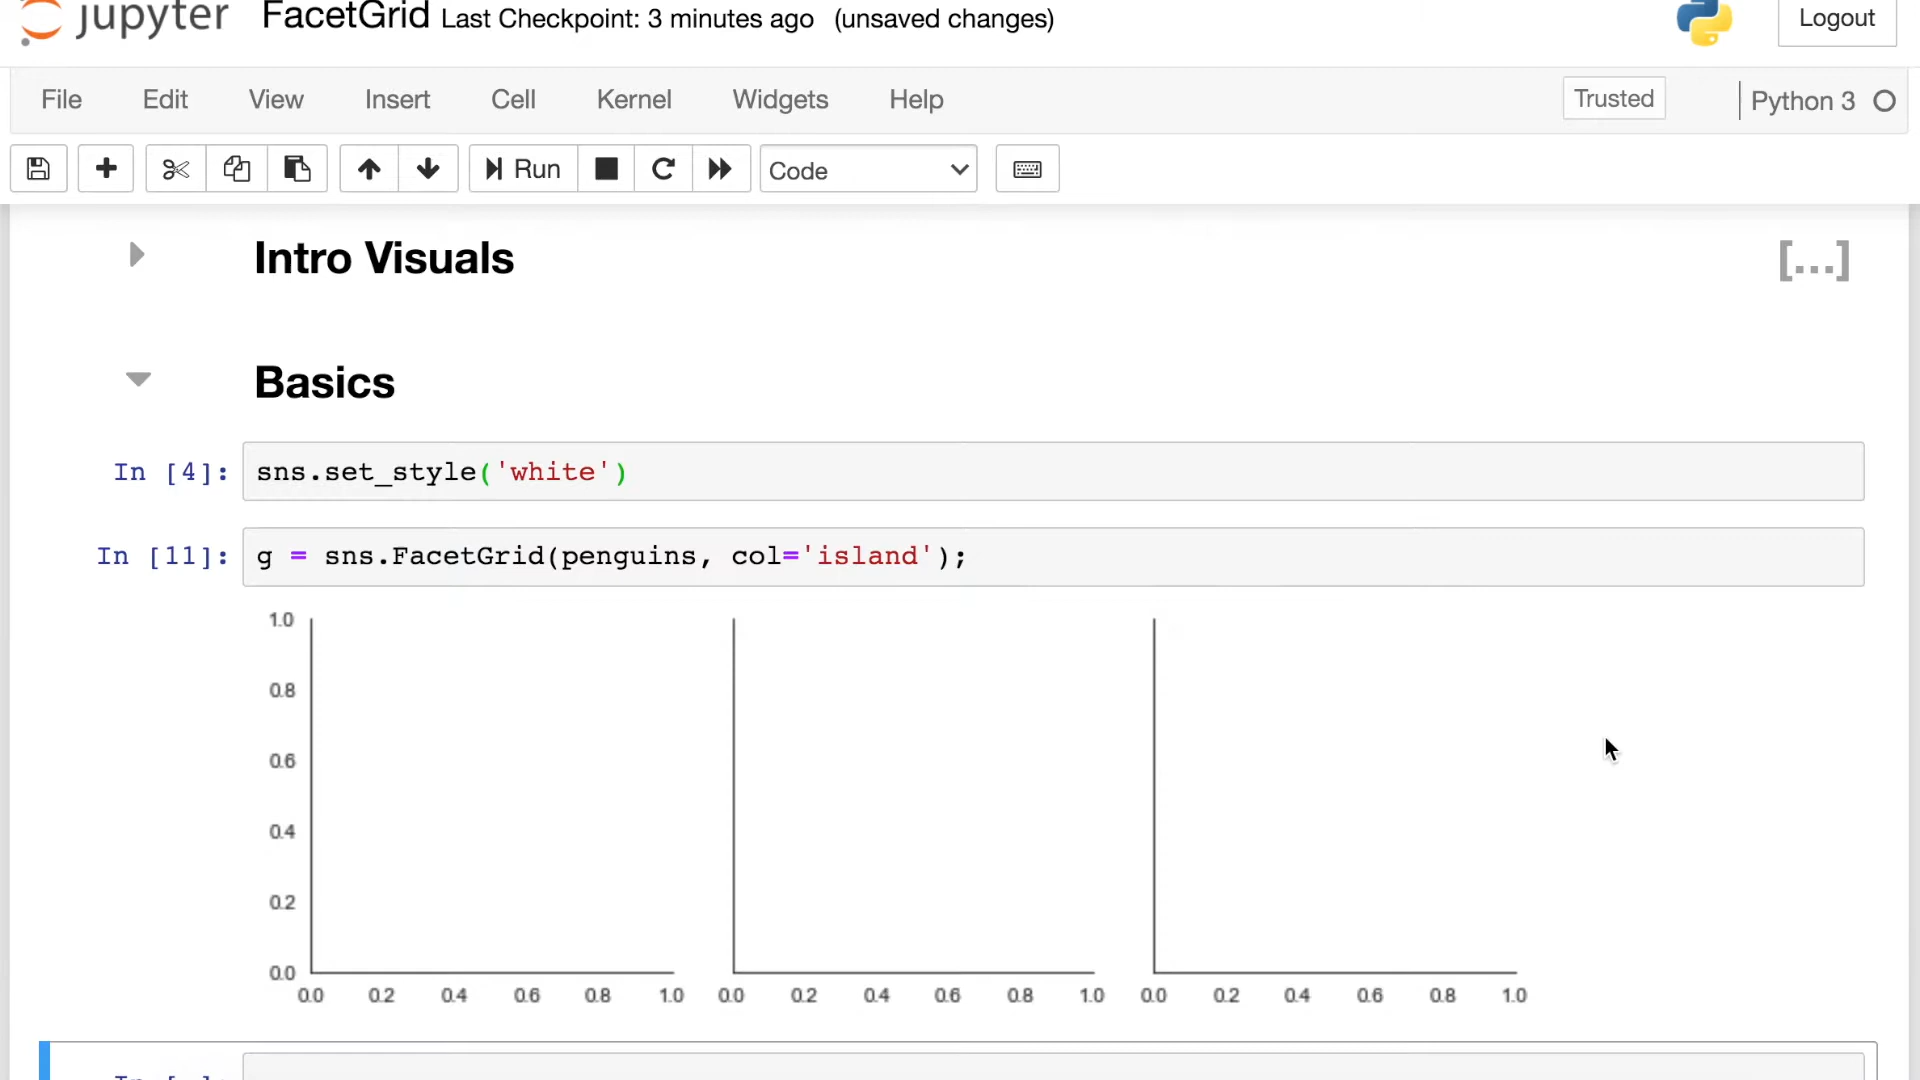 jupyter FacetGrid Last Checkpoint: 3 minutes ago (unsaved changes) Logout
File Edit View Insert Cell Kernel Widgets Help Trusted Python 3
Run Code
Intro Visuals [...]
Basics
In [4]: sns.set_style('white')
In [11]: g = sns.FacetGrid(penguins, col='island');
1.0
0.8
0.6
0.4
0.2
0.0
0.0 0.2 0.4 0.6 0.8 1.0 0.0 0.2 0.4 0.6 0.8 1.0 0.0 0.2 0.4 0.6 0.8 1.0